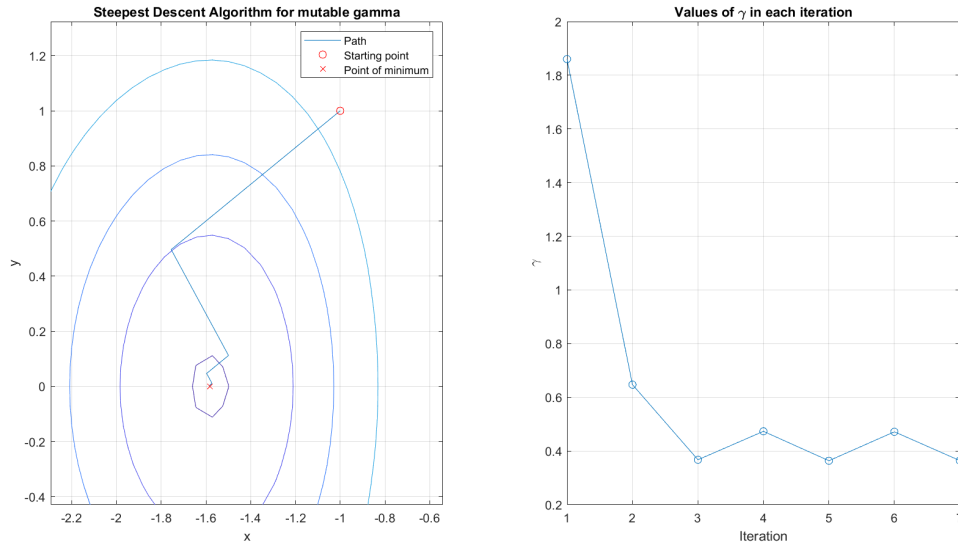 Steepest Descent Algorithm for mutable gamma
Path
Starting point
Point of minimum
1.2
1
0.8
0.6
0.4
0.2
0
-0.2
-0.4
y
-2.2 -2 -1.8 -1.6 -1.4 -1.2 -1 -0.8 -0.6
x
Values of γ in each iteration
2
1.8
1.6
1.4
1.2
1
0.8
0.6
0.4
0.2
γ
1 2 3 4 5 6 7
Iteration